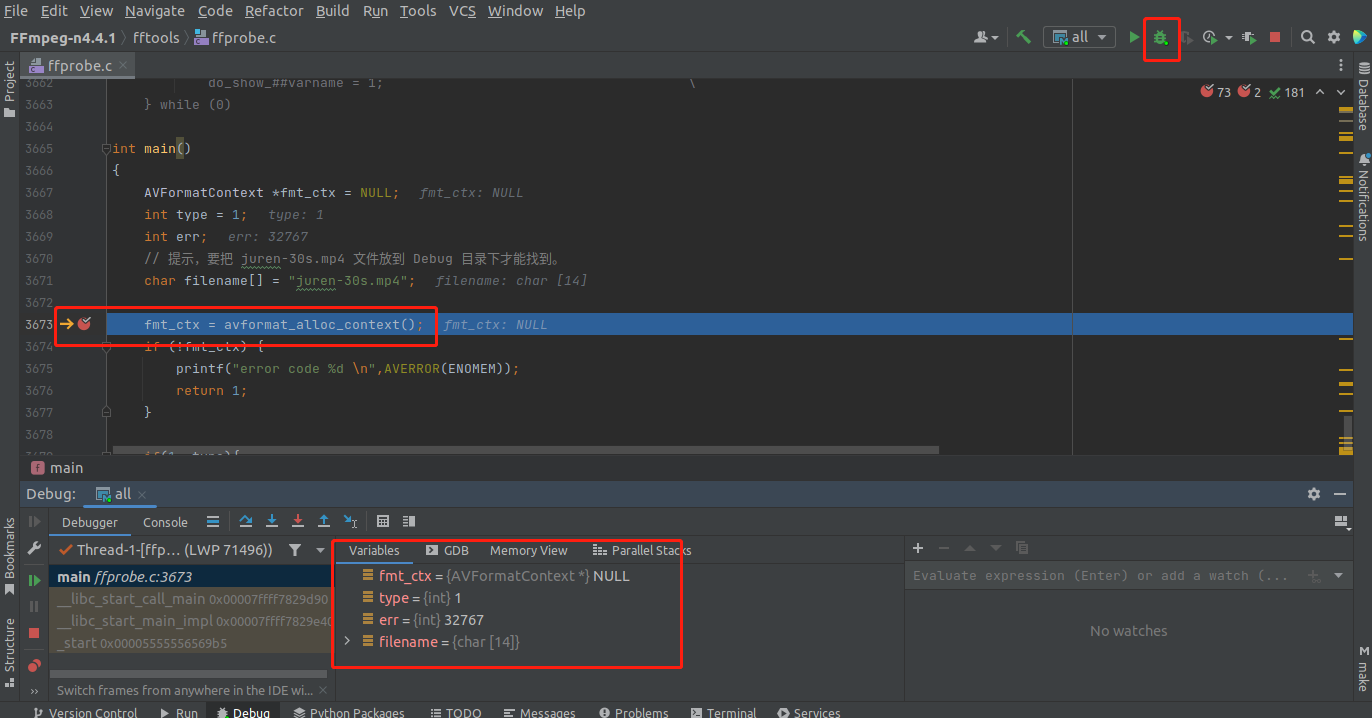 File Edit View Navigate Code Refactor Build Run Tools VCS Window Help
FFmpeg-n4.4.1 fftools ffprobe.c all
Project
ffprobe.c
73 2 181
3662 do_show_##varname = 1; \
3663 } while (0)
3664
3665 int main()
3666 {
3667 AVFormatContext *fmt_ctx = NULL; fmt_ctx: NULL
3668 int type = 1; type: 1
3669 int err; err: 32767
3670 // 提示，要把 juren-30s.mp4 文件放到 Debug 目录下才能找到。
3671 char filename[] = "juren-30s.mp4"; filename: char [14]
3672
3673 fmt_ctx = avformat_alloc_context(); fmt_ctx: NULL
3674 if (!fmt_ctx) {
3675 printf("error code %d \n",AVERROR(ENOMEM));
3676 return 1;
3677 }
3678
Database
Notifications
f main
Debug: all
Debugger Console
Thread-1-[ffp... (LWP 71496))
main ffprobe.c:3673
__libc_start_call_main 0x00007ffff7829d90
__libc_start_main_impl 0x00007ffff7829e40
_start 0x00005555556569b5
Switch frames from anywhere in the IDE wi...
Variables GDB Memory View Parallel Stacks
fmt_ctx = {AVFormatContext *} NULL
type = {int} 1
err = {int} 32767
filename = {char [14]}
Evaluate expression (Enter) or add a watch (...
No watches
Bookmarks
Structure
M make
Version Control Run Debug Python Packages TODO Messages Problems Terminal Services